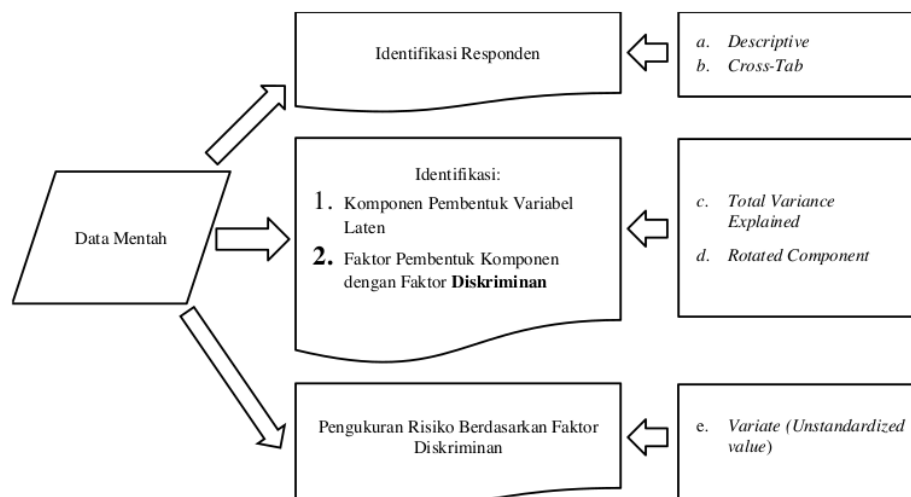 Identifikasi Responden
a. Descriptive
b. Cross-Tab
Data Mentah
Identifikasi:
1. Komponen Pembentuk Variabel
Laten
2. Faktor Pembentuk Komponen
dengan Faktor Diskriminan
c. Total Variance
Explained
d. Rotated Component
Pengukuran Risiko Berdasarkan Faktor
Diskriminan
e. Variate (Unstandardized
value)